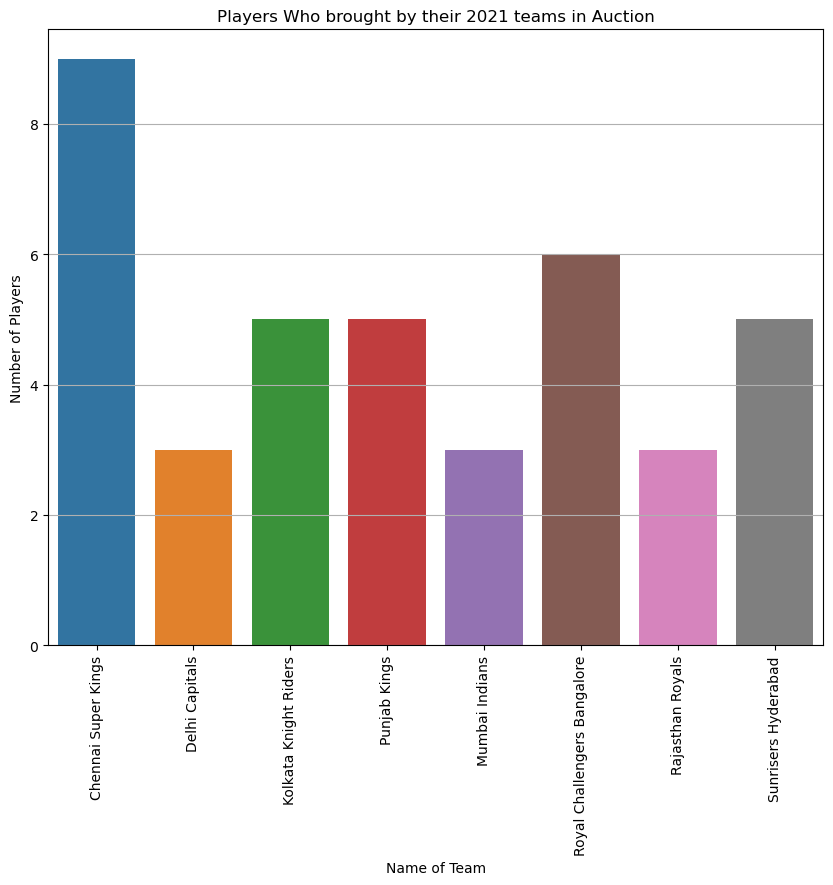 Players Who brought by their 2021 teams in Auction
Number of Players
8
6
4
2
0
Chennai Super Kings
Delhi Capitals
Kolkata Knight Riders
Punjab Kings
Mumbai Indians
Royal Challengers Bangalore
Rajasthan Royals
Sunrisers Hyderabad
Name of Team